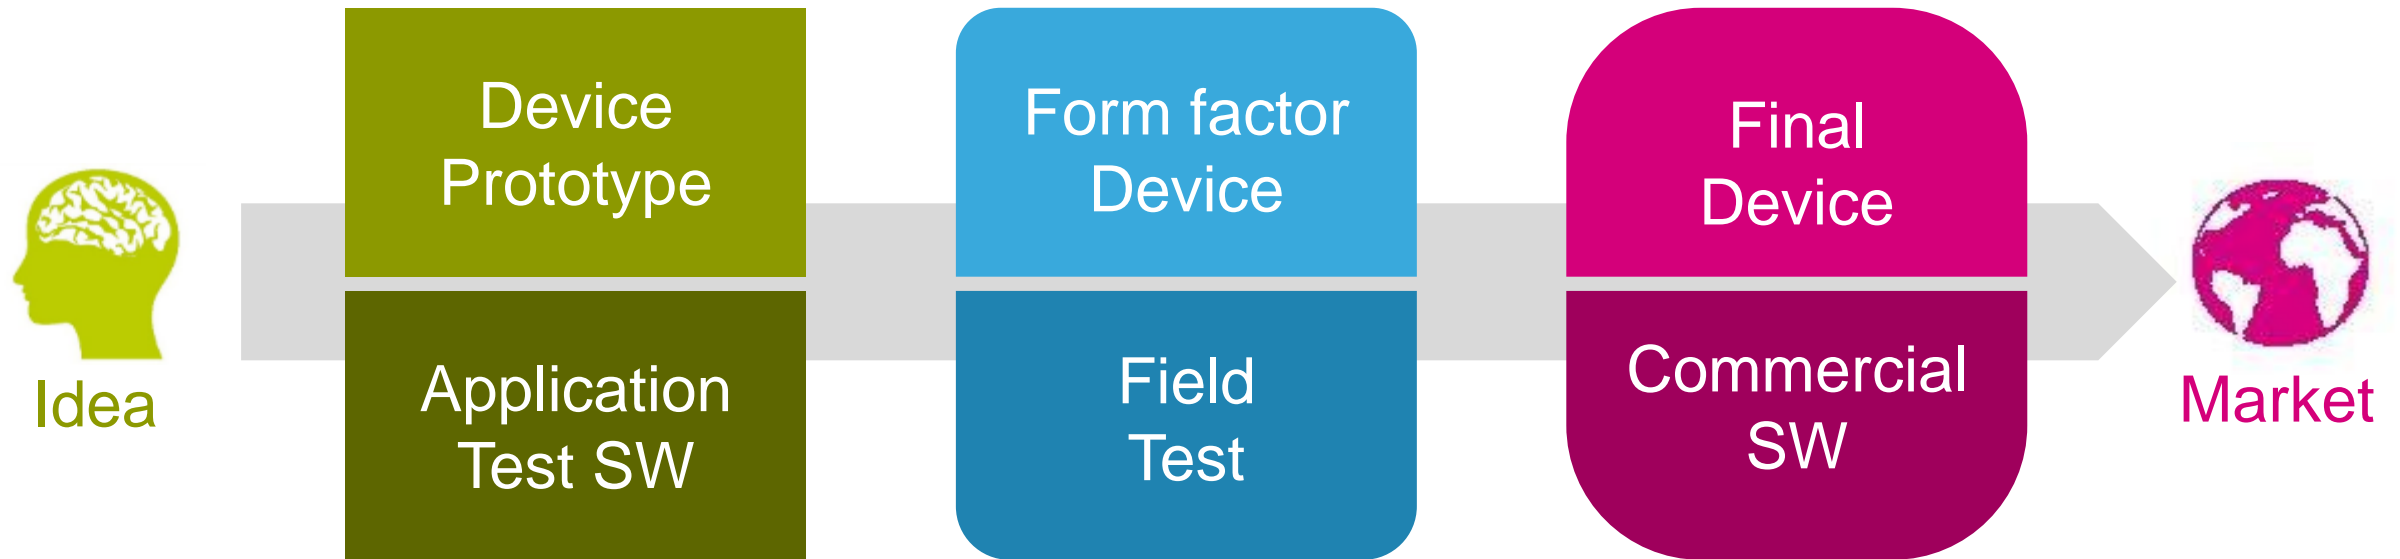 Idea
Device
Prototype
Application
Test SW
Form factor
Device
Field
Test
Final
Device
Commercial
SW
Market